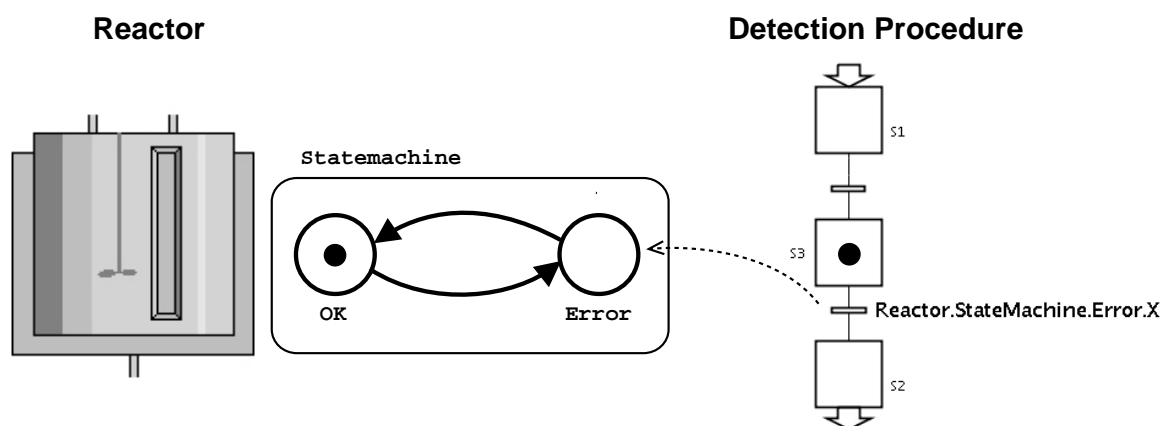 Reactor
Detection Procedure
S1
Statemachine
S3
OK
Error
Reactor.StateMachine.Error.X
S2